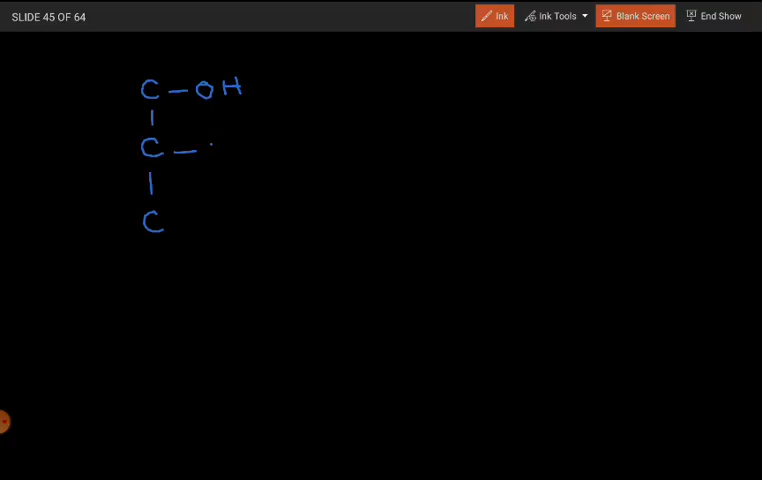 SLIDE 45 OF 64
Ink
Ink Tools
Blank Screen
End Show
C – OH
|
C –
|
C